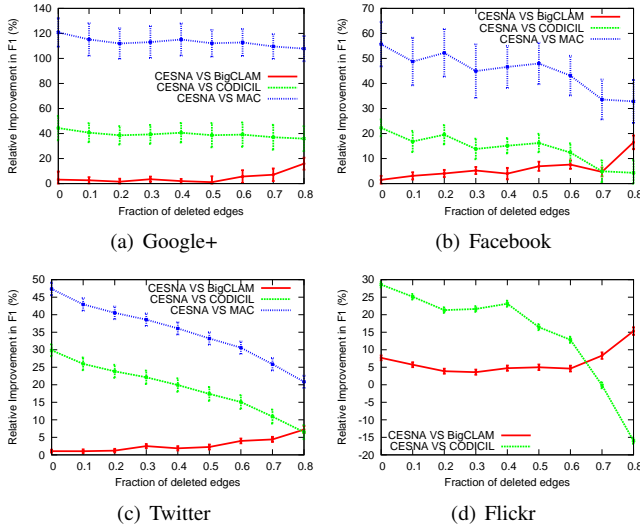 140
120
100
80
60
40
20
0
Relative Improvement in F1 (%)
CESNA VS BigCLAM
CESNA VS CODICIL
CESNA VS MAC
0 0.1 0.2 0.3 0.4 0.5 0.6 0.7 0.8
Fraction of deleted edges
(a) Google+
70
60
50
40
30
20
10
0
Relative Improvement in F1 (%)
CESNA VS BigCLAM
CESNA VS CODICIL
CESNA VS MAC
0 0.1 0.2 0.3 0.4 0.5 0.6 0.7 0.8
Fraction of deleted edges
(b) Facebook
50
45
40
35
30
25
20
15
10
5
0
Relative Improvement in F1 (%)
CESNA VS BigCLAM
CESNA VS CODICIL
CESNA VS MAC
0 0.1 0.2 0.3 0.4 0.5 0.6 0.7 0.8
Fraction of deleted edges
(c) Twitter
30
25
20
15
10
5
0
-5
-10
-15
-20
Relative Improvement in F1 (%)
CESNA VS BigCLAM
CESNA VS CODICIL
0 0.1 0.2 0.3 0.4 0.5 0.6 0.7 0.8
Fraction of deleted edges
(d) Flickr